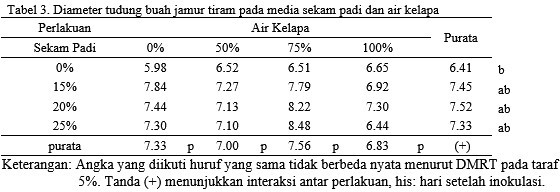 Tabel 3. Diameter tudung buah jamur tiram pada media sekam padi dan air kelapa
Perlakuan Air Kelapa Purata
Sekam Padi 0% 50% 75% 100%
0% 5.98 6.52 6.51 6.65 6.41 b
15% 7.84 7.27 7.79 6.92 7.45 ab
20% 7.44 7.13 8.22 7.30 7.52 ab
25% 7.30 7.10 8.48 6.44 7.33 ab
purata 7.33 p 7.00 p 7.56 p 6.83 p (+)
Keterangan: Angka yang diikuti huruf yang sama tidak berbeda nyata menurut DMRT pada taraf
5%. Tanda (+) menunjukkan interaksi antar perlakuan, his: hari setelah inokulasi.